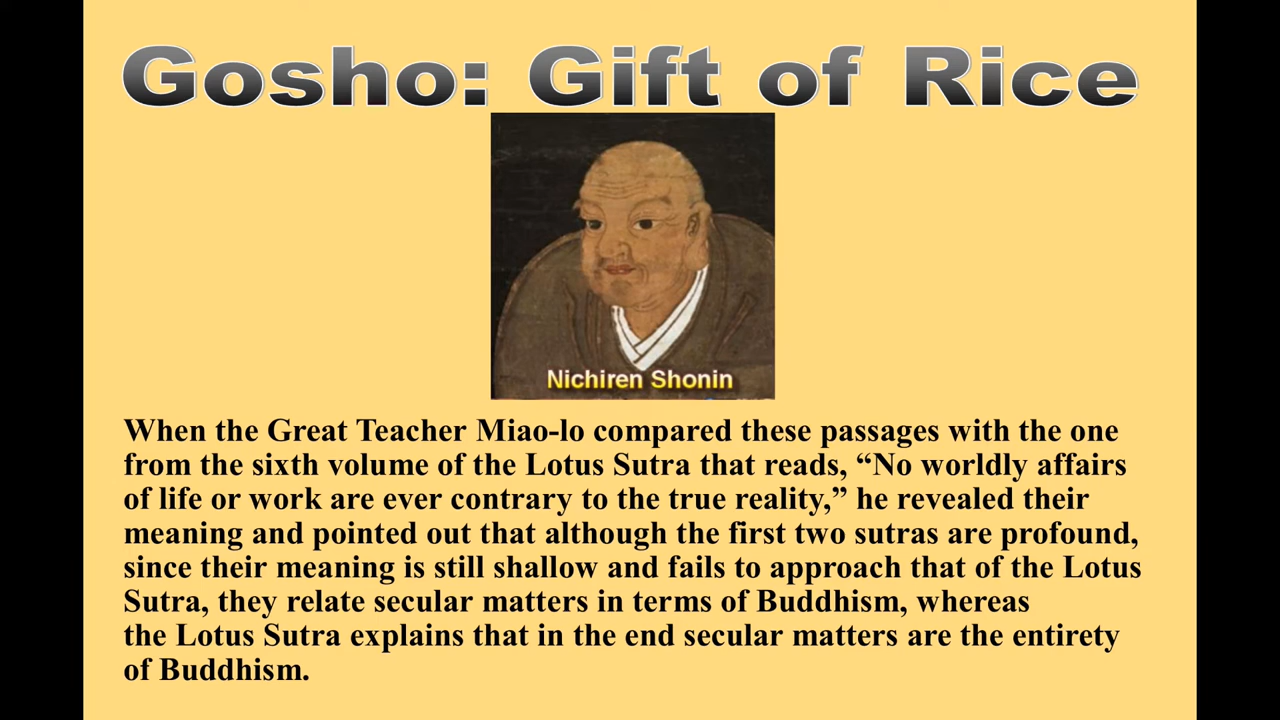 Gosho: Gift of Rice
Nichiren Shonin
When the Great Teacher Miao-lo compared these passages with the one
from the sixth volume of the Lotus Sutra that reads, “No worldly affairs
of life or work are ever contrary to the true reality,” he revealed their
meaning and pointed out that although the first two sutras are profound,
since their meaning is still shallow and fails to approach that of the Lotus
Sutra, they relate secular matters in terms of Buddhism, whereas
the Lotus Sutra explains that in the end secular matters are the entirety
of Buddhism.